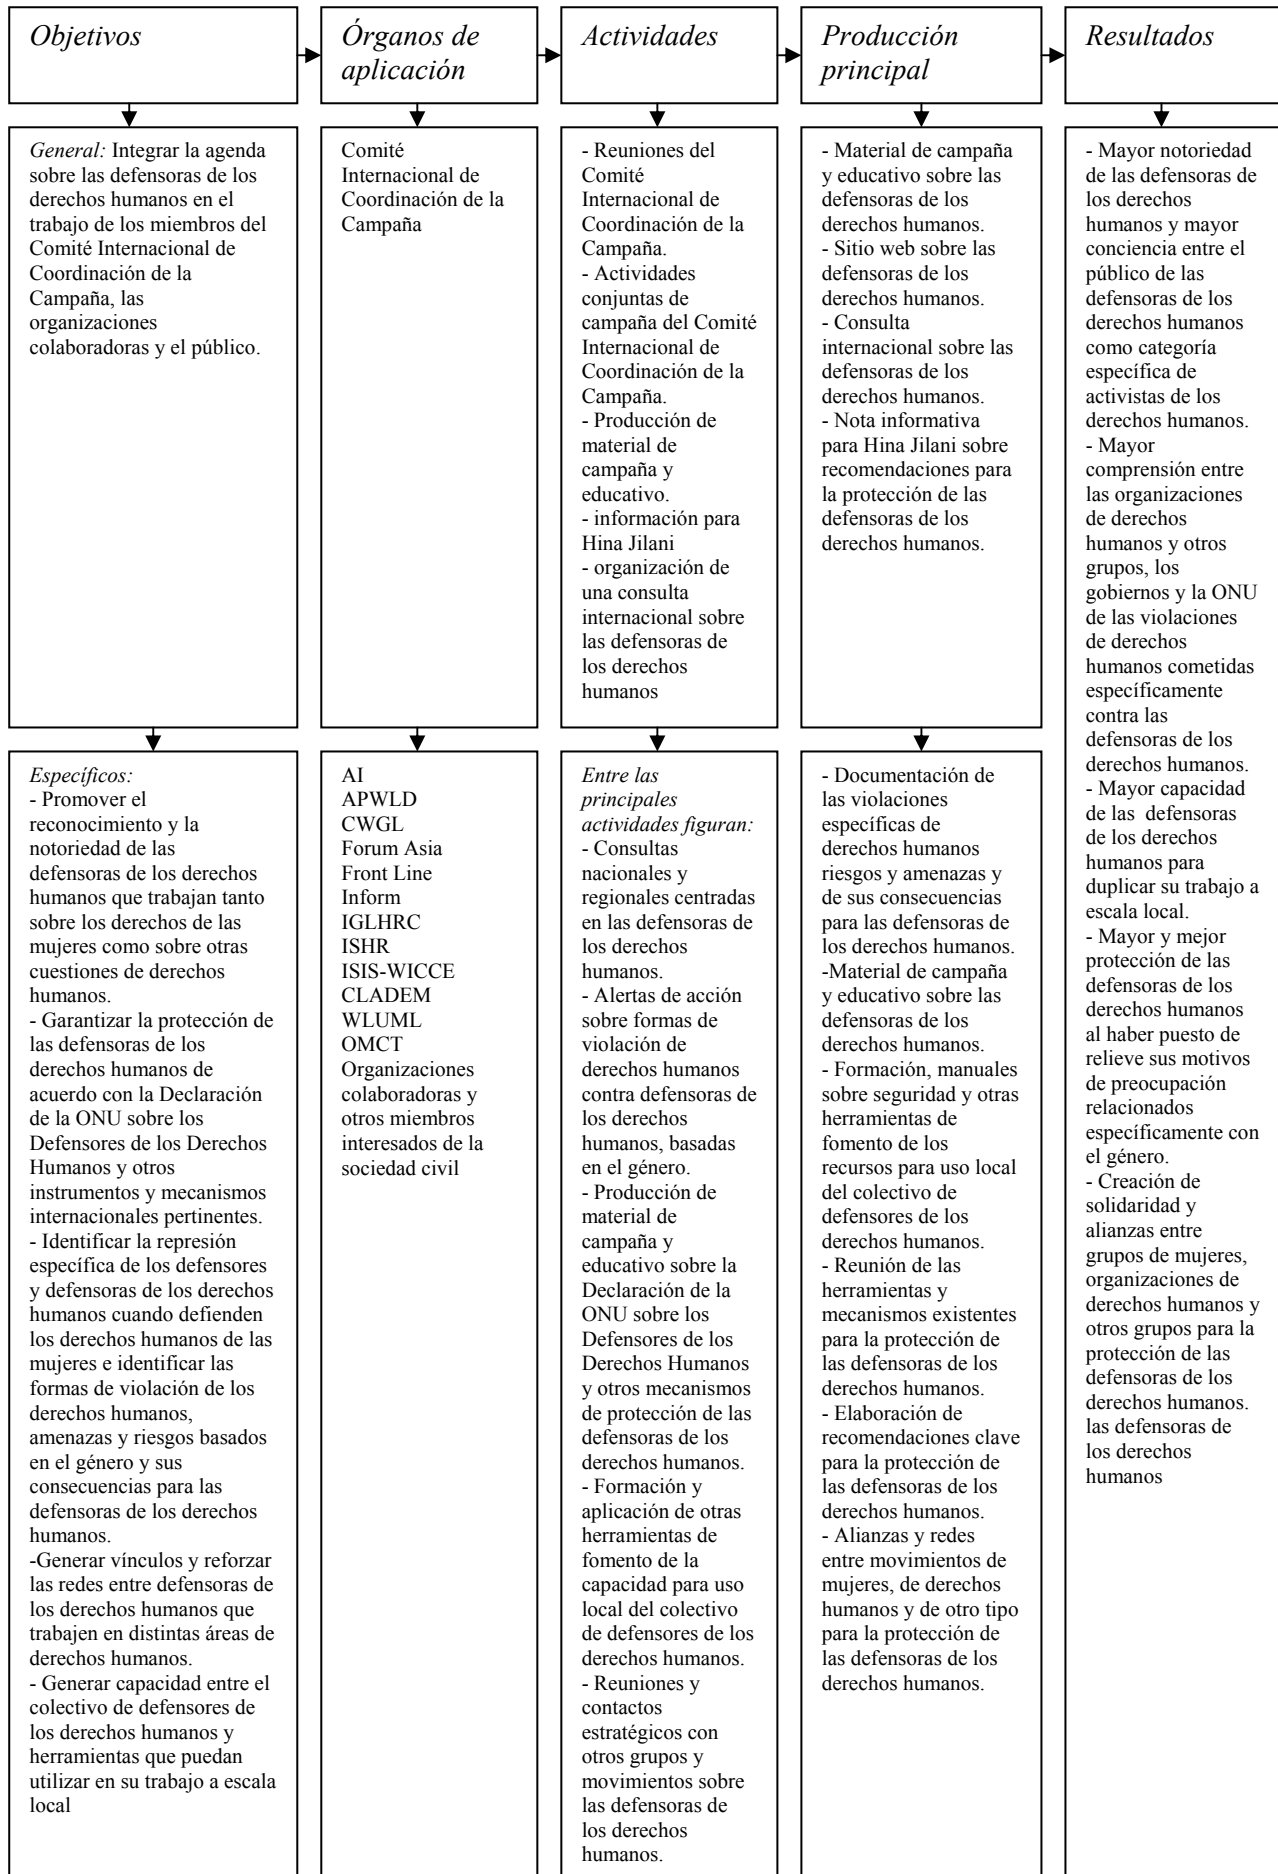 Objetivos
Órganos de
aplicación
Actividades
Producción
principal
Resultados
General: Integrar la agenda
sobre las defensoras de los
derechos humanos en el
trabajo de los miembros del
Comité Internacional de
Coordinación de la
Campaña, las
organizaciones
colaboradoras y el público.
Comité
Internacional de
Coordinación de la
Campaña
- Reuniones del
Comité
Internacional de
Coordinación de la
Campaña.
- Actividades
conjuntas de
campaña del Comité
Internacional de
Coordinación de la
Campaña.
- Producción de
material de
campaña y
educativo.
- información para
Hina Jilani
- organización de
una consulta
internacional sobre
las defensoras de
los derechos
humanos
- Material de campaña
y educativo sobre las
defensoras de los
derechos humanos.
- Sitio web sobre las
defensoras de los
derechos humanos.
- Consulta
internacional sobre las
defensoras de los
derechos humanos.
- Nota informativa
para Hina Jilani sobre
recomendaciones para
la protección de las
defensoras de los
derechos humanos.
- Mayor notoriedad
de las defensoras de
los derechos
humanos y mayor
conciencia entre el
público de las
defensoras de los
derechos humanos
como categoría
específica de
activistas de los
derechos humanos.
- Mayor
comprensión entre
las organizaciones
de derechos
humanos y otros
grupos, los
gobiernos y la ONU
de las violaciones
de derechos
humanos cometidas
específicamente
contra las
defensoras de los
derechos humanos.
- Mayor capacidad
de las  defensoras
de los derechos
humanos para
duplicar su trabajo a
escala local.
- Mayor y mejor
protección de las
defensoras de los
derechos humanos
al haber puesto de
relieve sus motivos
de preocupación
relacionados
específicamente con
el género.
- Creación de
solidaridad y
alianzas entre
grupos de mujeres,
organizaciones de
derechos humanos y
otros grupos para la
protección de las
defensoras de los
derechos humanos.
las defensoras de
los derechos
humanos
Específicos:
- Promover el
reconocimiento y la
notoriedad de las
defensoras de los derechos
humanos que trabajan tanto
sobre los derechos de las
mujeres como sobre otras
cuestiones de derechos
humanos.
- Garantizar la protección de
las defensoras de los
derechos humanos de
acuerdo con la Declaración
de la ONU sobre los
Defensores de los Derechos
Humanos y otros
instrumentos y mecanismos
internacionales pertinentes.
- Identificar la represión
específica de los defensores
y defensoras de los derechos
humanos cuando defienden
los derechos humanos de las
mujeres e identificar las
formas de violación de los
derechos humanos,
amenazas y riesgos basados
en el género y sus
consecuencias para las
defensoras de los derechos
humanos.
-Generar vínculos y reforzar
las redes entre defensoras de
los derechos humanos que
trabajen en distintas áreas de
derechos humanos.
- Generar capacidad entre el
colectivo de defensores de
los derechos humanos y
herramientas que puedan
utilizar en su trabajo a escala
local
AI
APWLD
CWGL
Forum Asia
Front Line
Inform
IGLHRC
ISHR
ISIS-WICCE
CLADEM
WLUML
OMCT
Organizaciones
colaboradoras y
otros miembros
interesados de la
sociedad civil
Entre las
principales
actividades figuran:
- Consultas
nacionales y
regionales centradas
en las defensoras de
los derechos
humanos.
- Alertas de acción
sobre formas de
violación de
derechos humanos
contra defensoras de
los derechos
humanos, basadas
en el género.
- Producción de
material de
campaña y
educativo sobre la
Declaración de la
ONU sobre los
Defensores de los
Derechos Humanos
y otros mecanismos
de protección de las
defensoras de los
derechos humanos.
- Formación y
aplicación de otras
herramientas de
fomento de la
capacidad para uso
local del colectivo
de defensores de los
derechos humanos.
- Reuniones y
contactos
estratégicos con
otros grupos y
movimientos sobre
las defensoras de
los derechos
humanos.
- Documentación de
las violaciones
específicas de
derechos humanos
riesgos y amenazas y
de sus consecuencias
para las defensoras de
los derechos humanos.
-Material de campaña
y educativo sobre las
defensoras de los
derechos humanos.
- Formación, manuales
sobre seguridad y otras
herramientas de
fomento de los
recursos para uso local
del colectivo de
defensores de los
derechos humanos.
- Reunión de las
herramientas y
mecanismos existentes
para la protección de
las defensoras de los
derechos humanos.
- Elaboración de
recomendaciones clave
para la protección de
las defensoras de los
derechos humanos.
- Alianzas y redes
entre movimientos de
mujeres, de derechos
humanos y de otro tipo
para la protección de
las defensoras de los
derechos humanos.